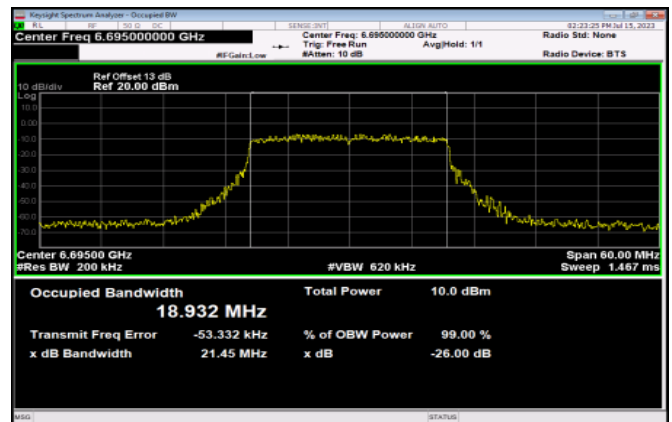 Keysight Spectrum Analyzer - Occupied BW
RL RF 50 Ω DC SENSE:INT ALIGN AUTO 02:23:25 PM Jul 15, 2023
Center Freq 6.695000000 GHz
Center Freq: 6.695000000 GHz
Radio Std: None
Trig: Free Run Avg|Hold: 1/1
#IFGain:Low #Atten: 10 dB Radio Device: BTS
Ref Offset 13 dB
10 dB/div Ref 20.00 dBm
Log
10.0
0.00
-10.0
-20.0
-30.0
-40.0
-50.0
-60.0
-70.0
Center 6.69500 GHz Span 60.00 MHz
#Res BW 200 kHz #VBW 620 kHz Sweep 1.467 ms
Occupied Bandwidth Total Power 10.0 dBm
18.932 MHz
Transmit Freq Error -53.332 kHz % of OBW Power 99.00 %
x dB Bandwidth 21.45 MHz x dB -26.00 dB
MSG STATUS